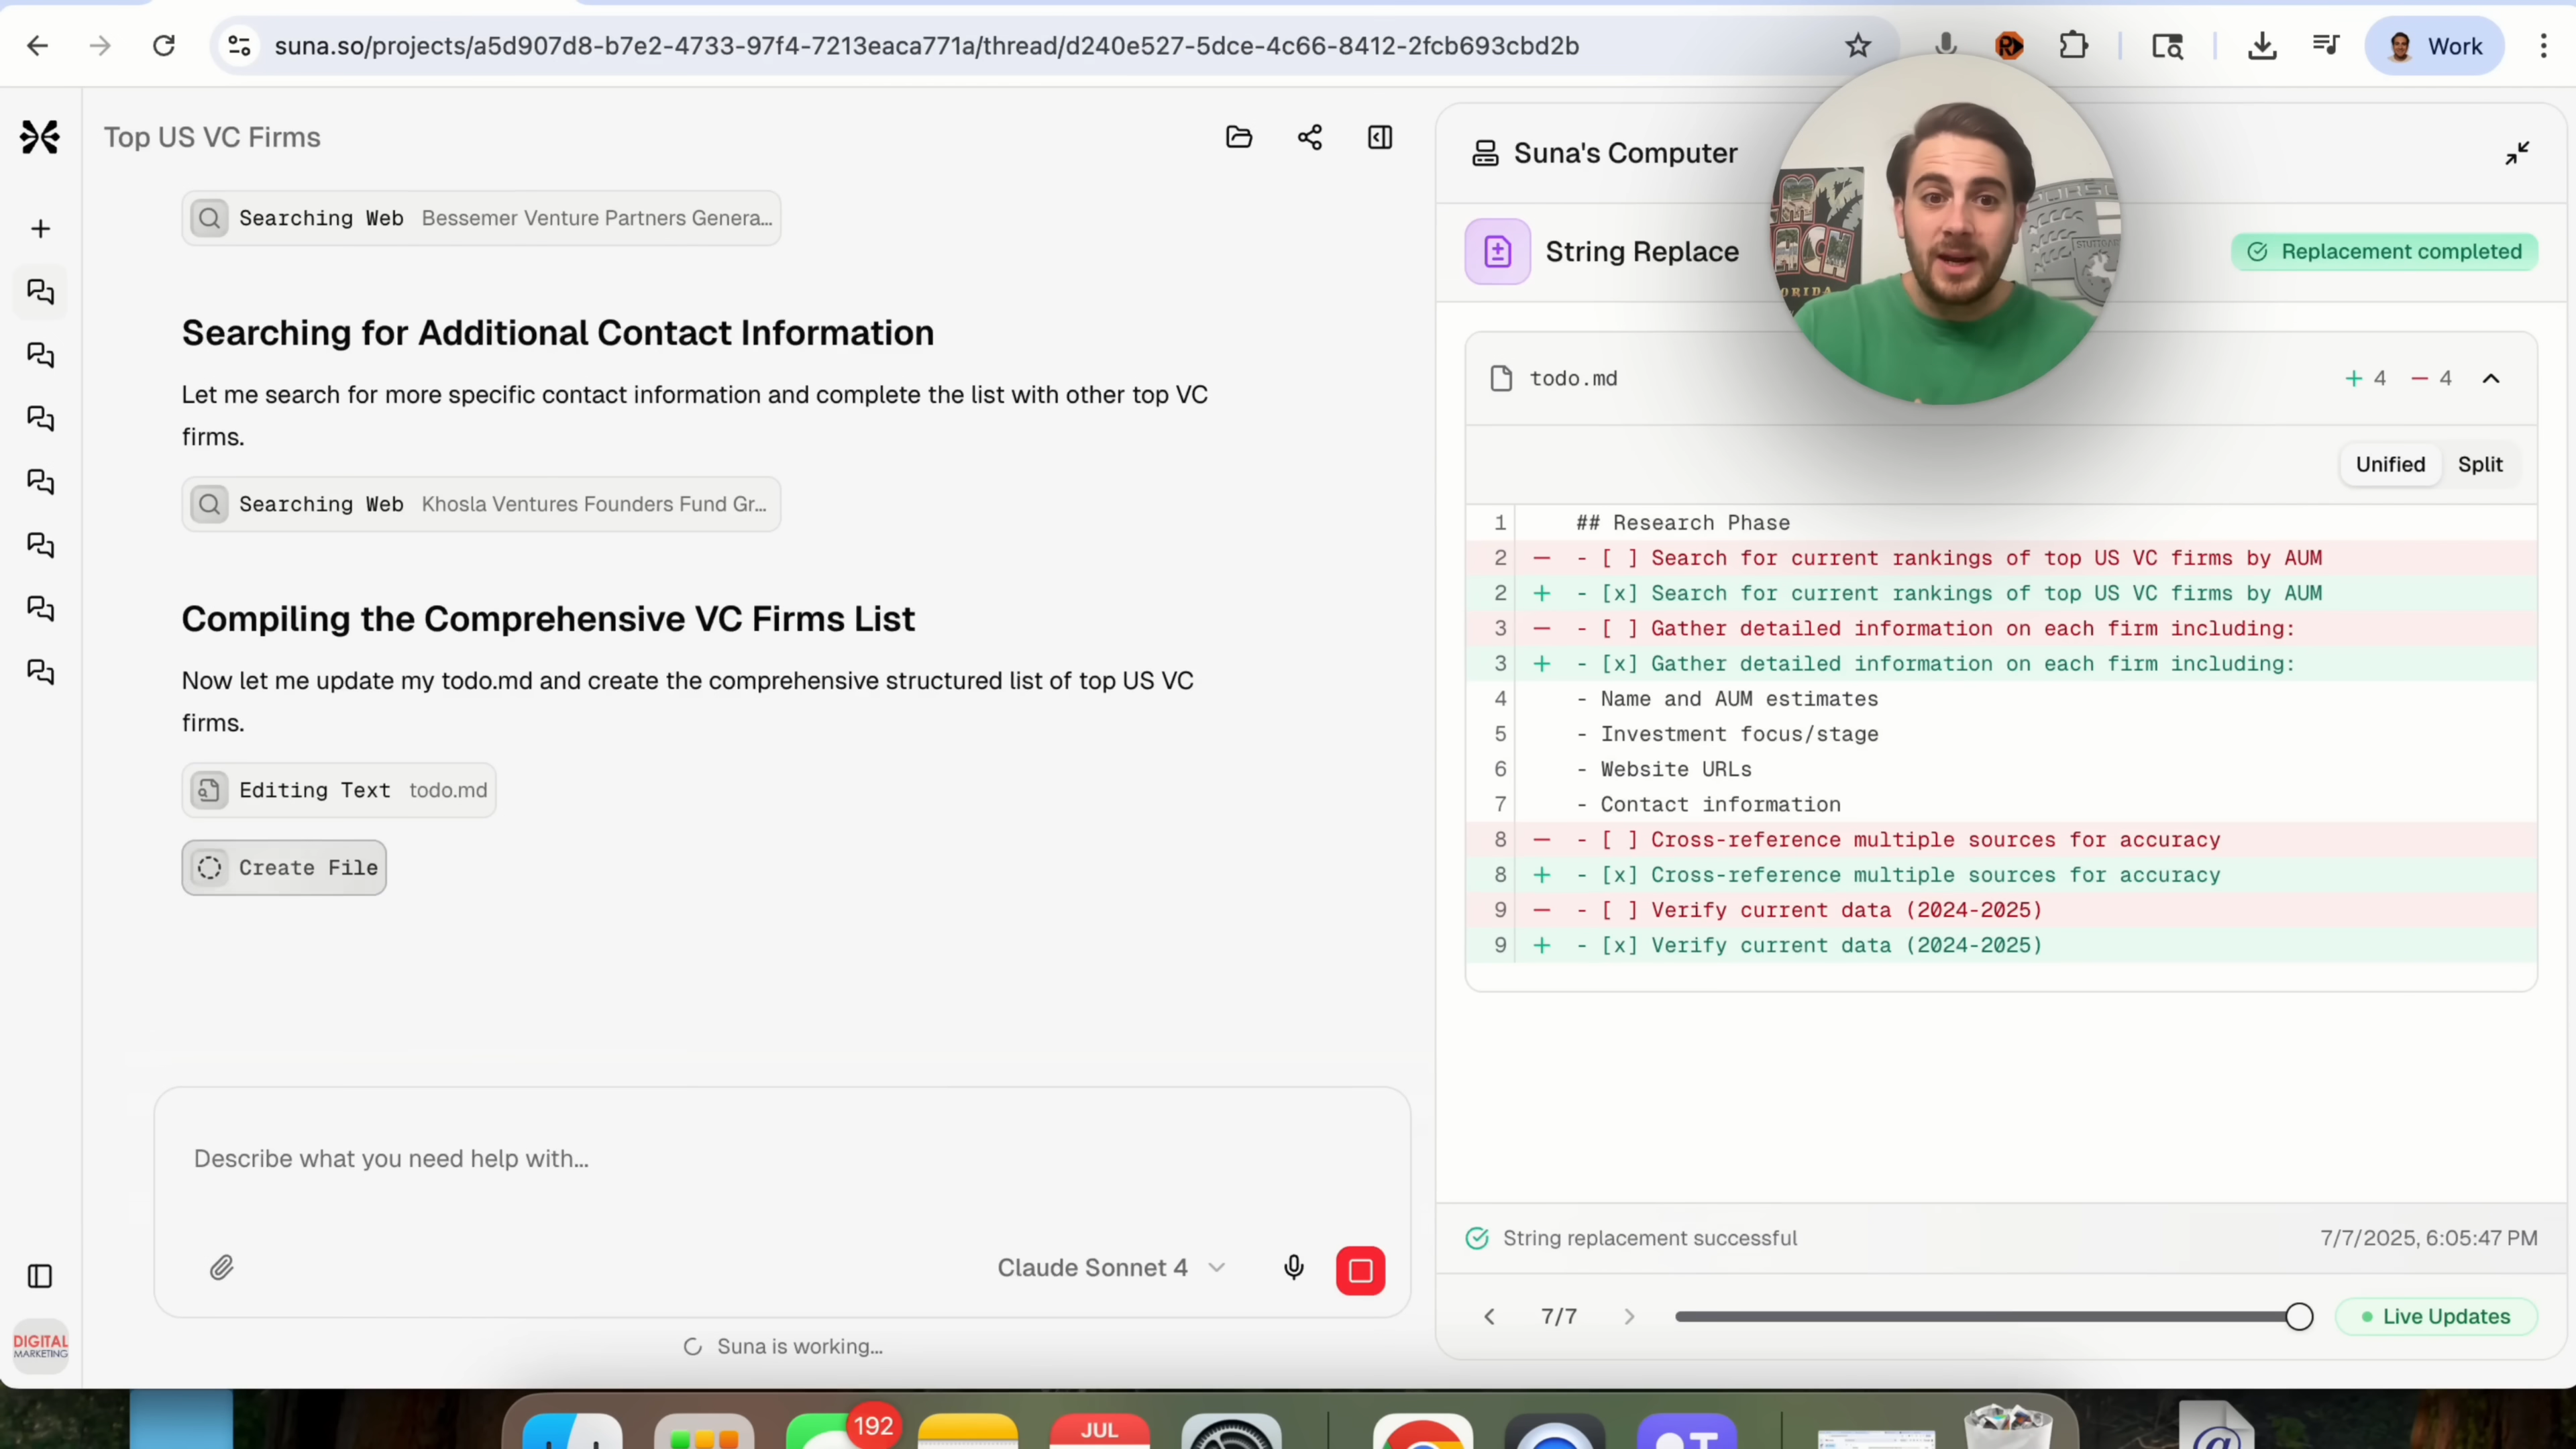 suna.so/projects/a5d907d8-b7e2-4733-97f4-7213eaca771a/thread/d240e527-5dce-4c66-8412-2fcb693cbd2b
Work
Top US VC Firms
Searching Web Bessemer Venture Partners Genera...
Searching for Additional Contact Information
Let me search for more specific contact information and complete the list with other top VC
firms.
Searching Web Khosla Ventures Founders Fund Gr...
Compiling the Comprehensive VC Firms List
Now let me update my todo.md and create the comprehensive structured list of top US VC
firms.
Editing Text todo.md
Create File
Describe what you need help with...
Claude Sonnet 4
Suna is working...
DIGITAL
MARKETING
Suna's Computer
String Replace
Replacement completed
todo.md
+ 4 − 4
Unified Split
1 ## Research Phase
2 − - [ ] Search for current rankings of top US VC firms by AUM
2 + - [x] Search for current rankings of top US VC firms by AUM
3 − - [ ] Gather detailed information on each firm including:
3 + - [x] Gather detailed information on each firm including:
4 - Name and AUM estimates
5 - Investment focus/stage
6 - Website URLs
7 - Contact information
8 − - [ ] Cross-reference multiple sources for accuracy
8 + - [x] Cross-reference multiple sources for accuracy
9 − - [ ] Verify current data (2024-2025)
9 + - [x] Verify current data (2024-2025)
String replacement successful
7/7/2025, 6:05:47 PM
7/7
Live Updates
192
JUL